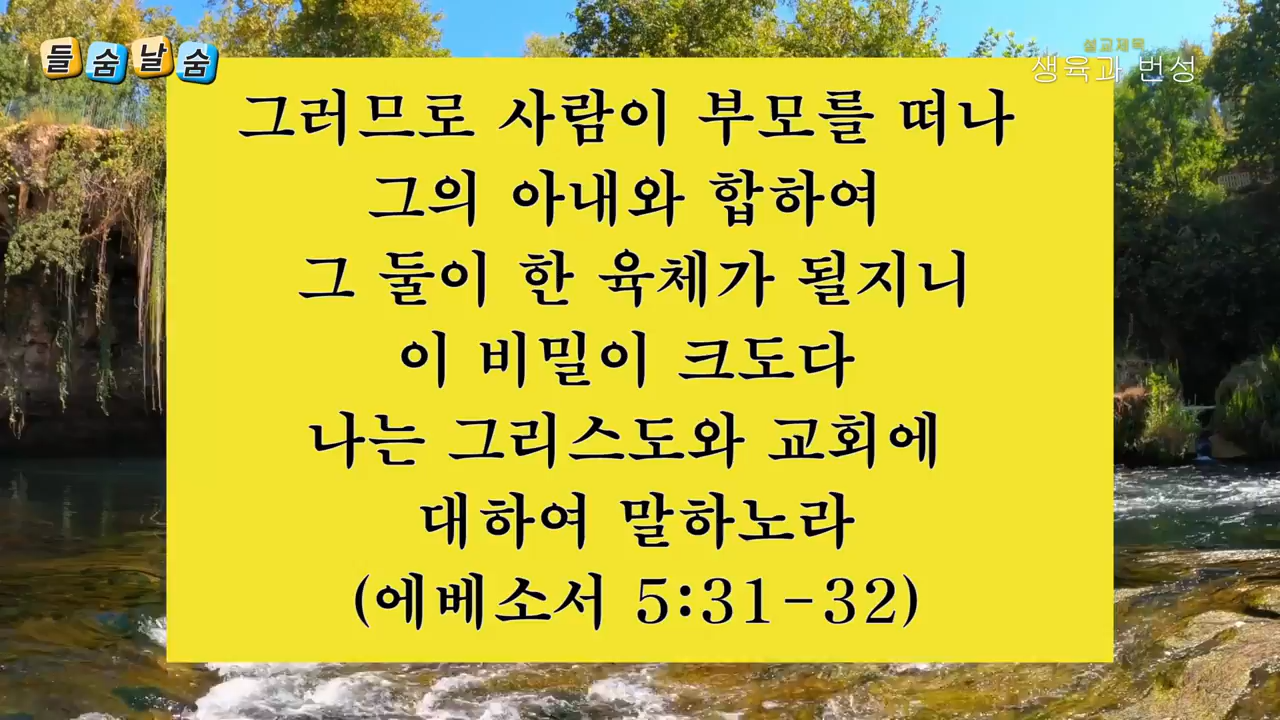 들숨날숨
설교제목
생육과 번성
그러므로 사람이 부모를 떠나
그의 아내와 합하여
그 둘이 한 육체가 될지니
이 비밀이 크도다
나는 그리스도와 교회에
대하여 말하노라
(에베소서 5:31-32)